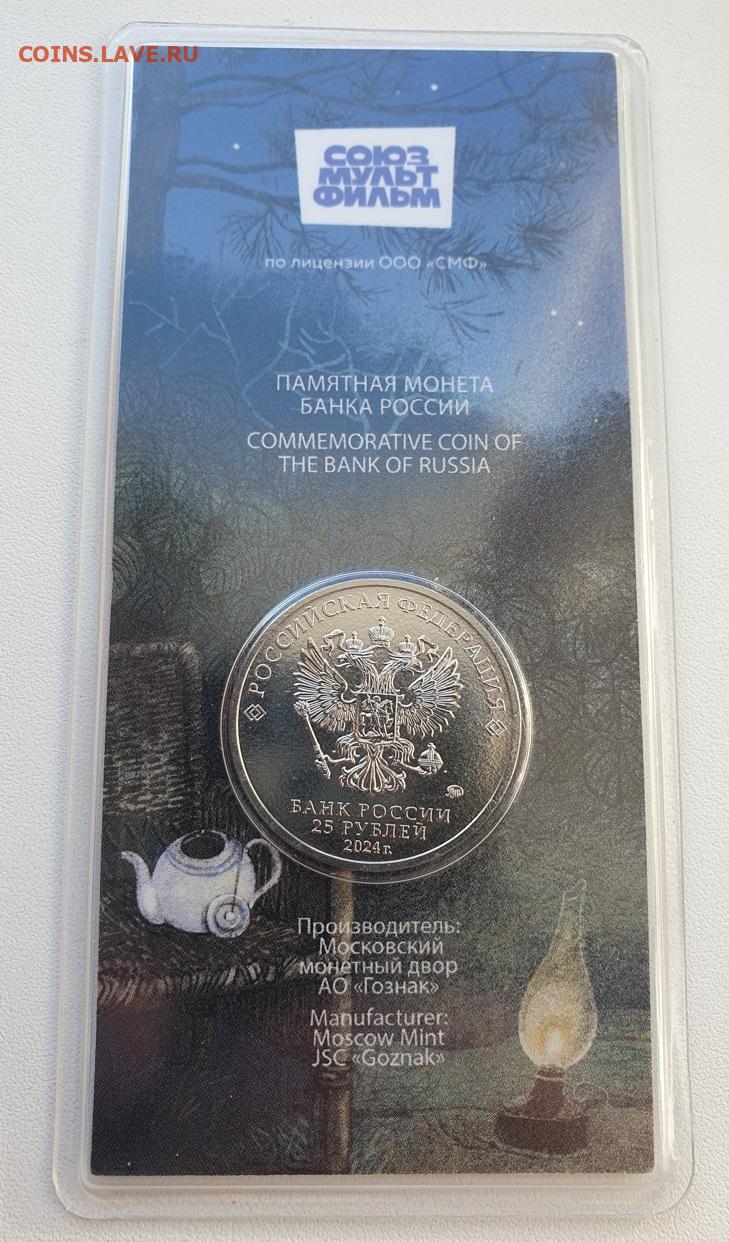 COINS.LAVE.RU
СОЮЗ
МУЛЬТ
ФИЛЬМ
по лицензии ООО «СМФ»
ПАМЯТНАЯ МОНЕТА
БАНКА РОССИИ
COMMEMORATIVE COIN OF
THE BANK OF RUSSIA
РОССИЙСКАЯ ФЕДЕРАЦИЯ
БАНК РОССИИ
25 РУБЛЕЙ
2024 г.
Производитель:
Московский
монетный двор
АО «Гознак»
Manufacturer:
Moscow Mint
JSC «Goznak»